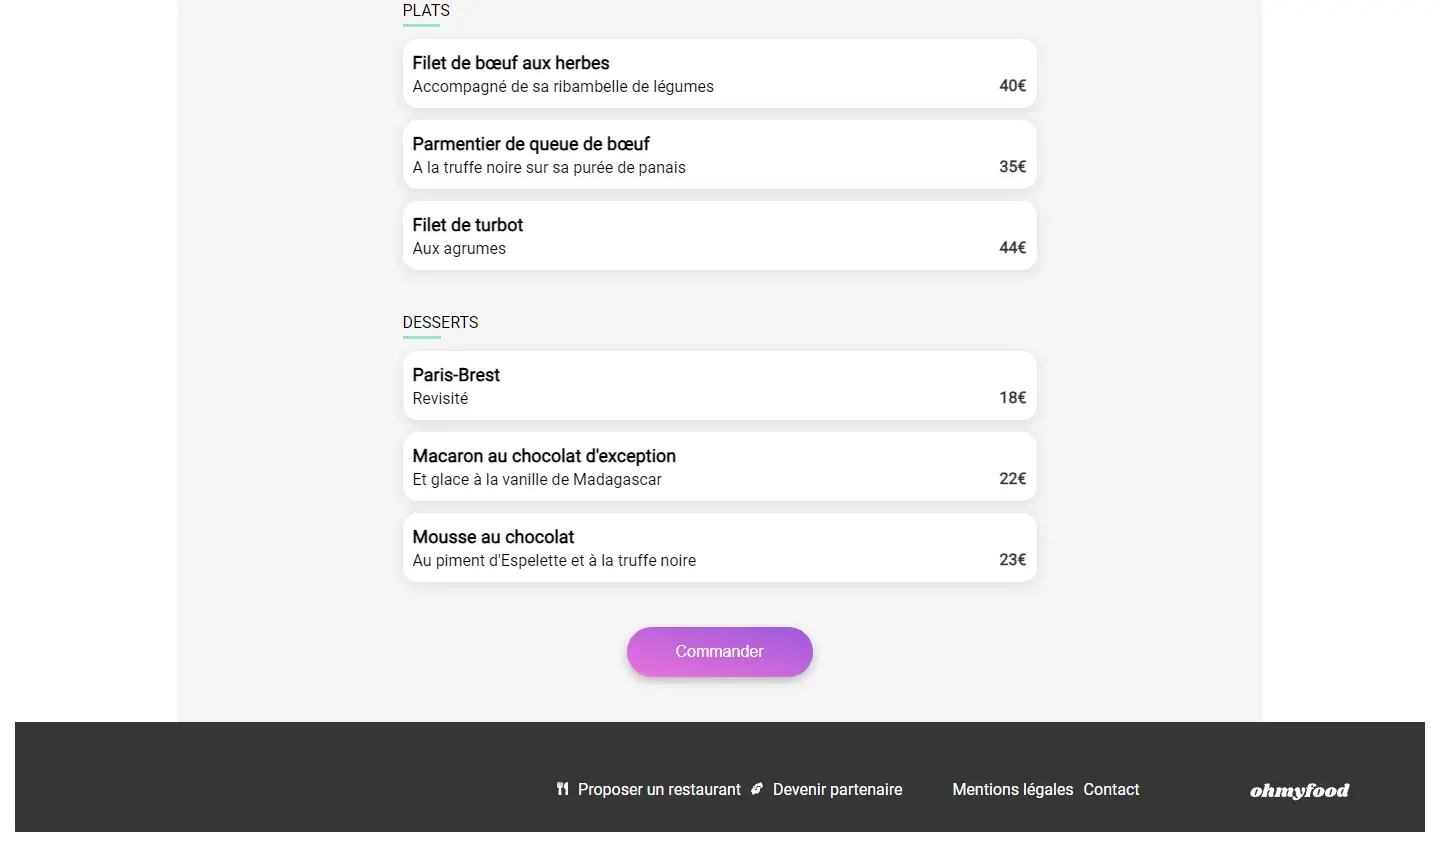 PLATS
Filet de bœuf aux herbes
Accompagné de sa ribambelle de légumes 40€
Parmentier de queue de bœuf
A la truffe noire sur sa purée de panais 35€
Filet de turbot
Aux agrumes 44€
DESSERTS
Paris-Brest
Revisité 18€
Macaron au chocolat d'exception
Et glace à la vanille de Madagascar 22€
Mousse au chocolat
Au piment d'Espelette et à la truffe noire 23€
Commander
Proposer un restaurant Devenir partenaire Mentions légales Contact ohmyfood